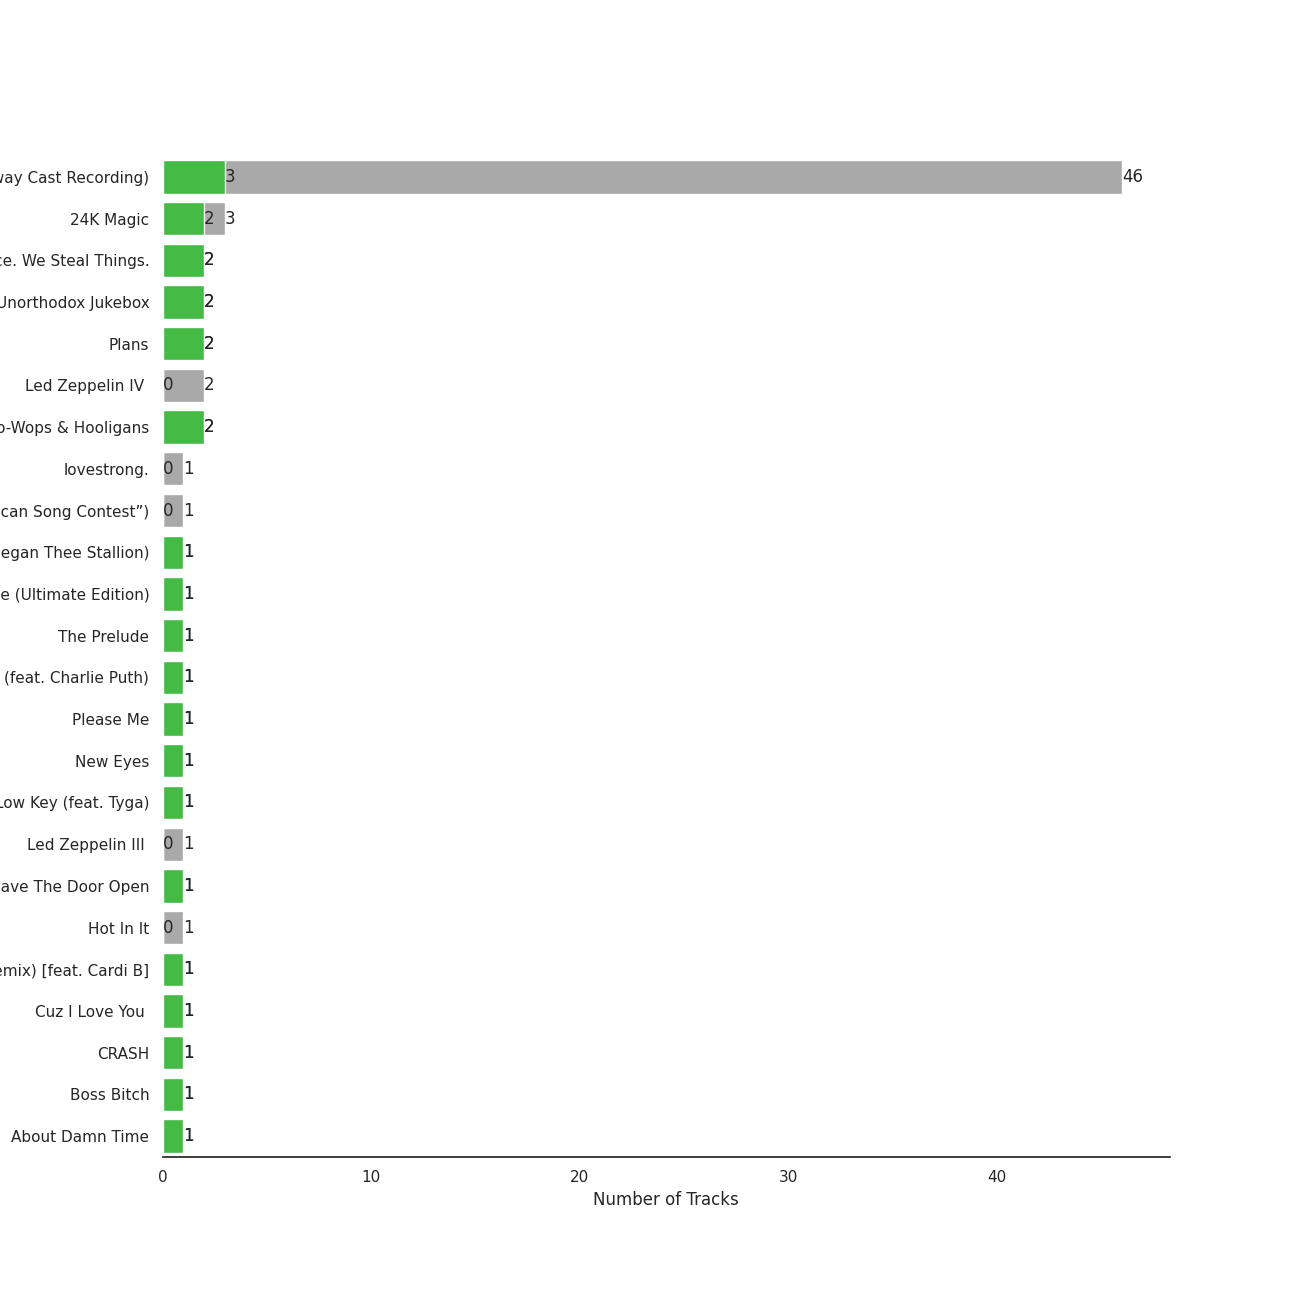 way Cast Recording) 3 46
24K Magic 2 3
ce. We Steal Things. 2
Unorthodox Jukebox 2
Plans 2
Led Zeppelin IV 0 2
o-Wops & Hooligans 2
lovestrong. 0 1
can Song Contest”) 0 1
egan Thee Stallion) 1
e (Ultimate Edition) 1
The Prelude 1
(feat. Charlie Puth) 1
Please Me 1
New Eyes 1
Low Key (feat. Tyga) 1
Led Zeppelin III 0 1
ave The Door Open 1
Hot In It 0 1
emix) [feat. Cardi B] 1
Cuz I Love You 1
CRASH 1
Boss Bitch 1
About Damn Time 1
0 10 20 30 40
Number of Tracks